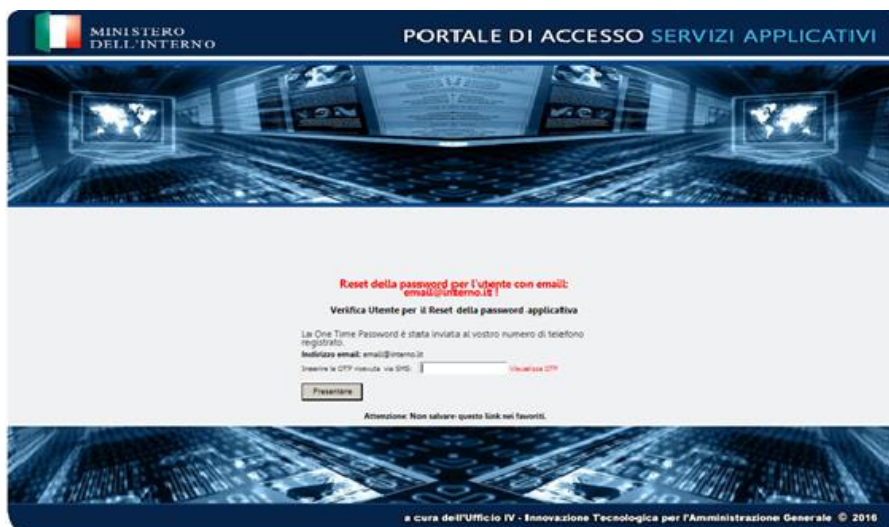 MINISTERO
DELL'INTERNO
PORTALE DI ACCESSO SERVIZI APPLICATIVI
Reset della password per l'utente con email:
email@interno.it !
Verifica Utente per il Reset della password applicativa
La One Time Password è stata inviata al vostro numero di telefono
registrato.
Indirizzo email: email@interno.it
Inserire la OTP ricevuta via SMS: Visualizza OTP
Presentare
Attenzione: Non salvare questo link nei favoriti.
a cura dell'Ufficio IV - Innovazione Tecnologica per l'Amministrazione Generale © 2016